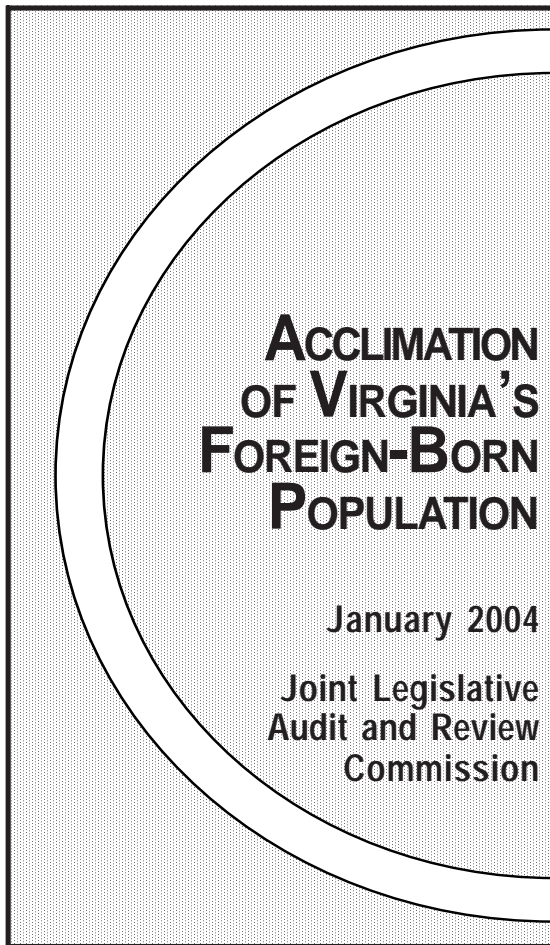 ACCLIMATION
OF VIRGINIA'S
FOREIGN-BORN
POPULATION
January 2004
Joint Legislative
Audit and Review
Commission